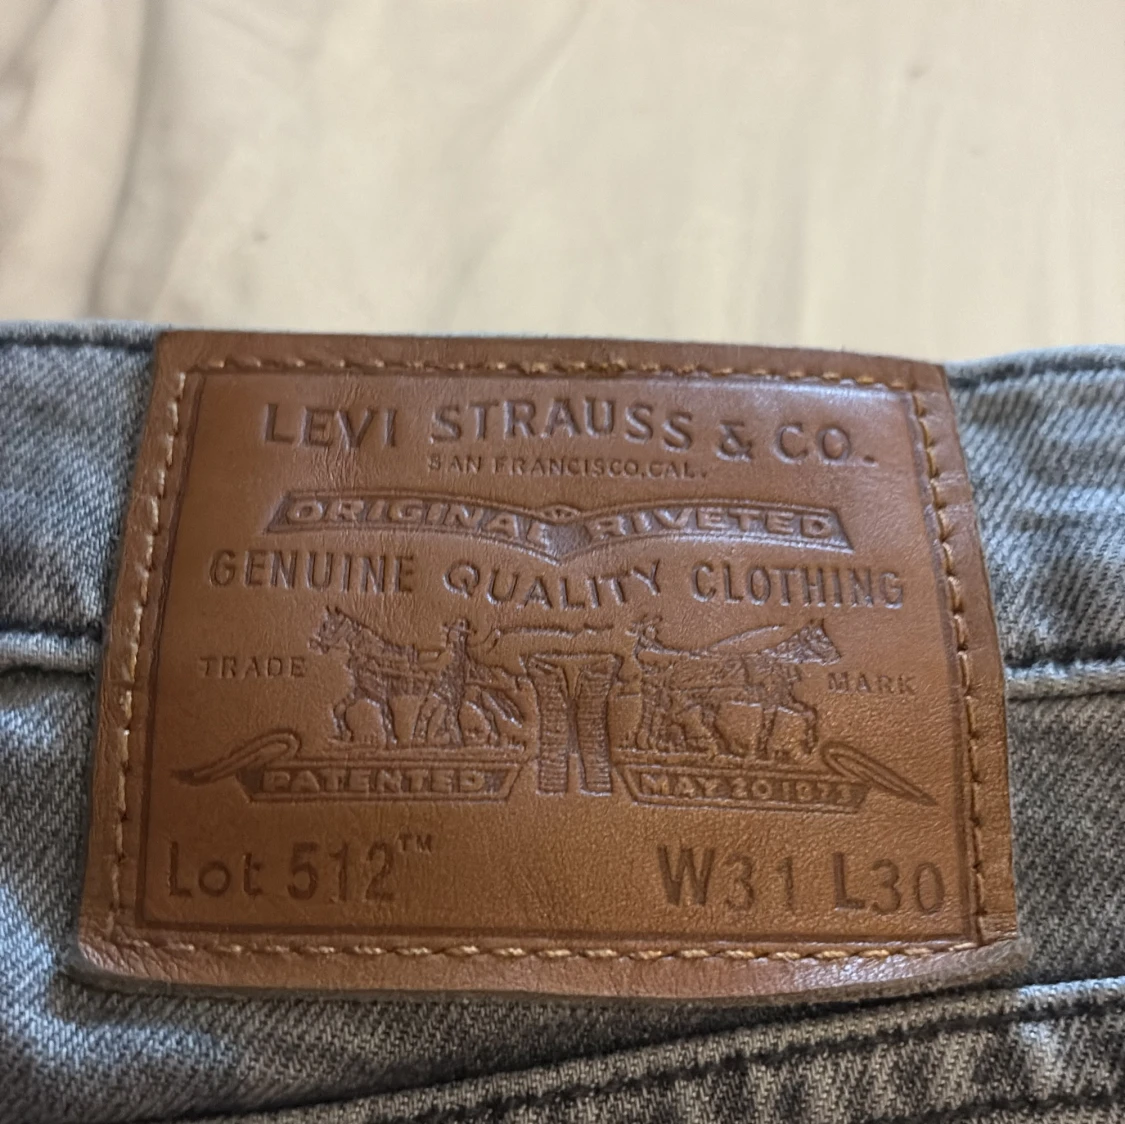 LEVI STRAUSS & CO.
SAN FRANCISCO, CAL.
ORIGINAL RIVETED
GENUINE QUALITY CLOTHING
TRADE MARK
PATENTED MAY 20 1873
Lot 512™ W31 L30